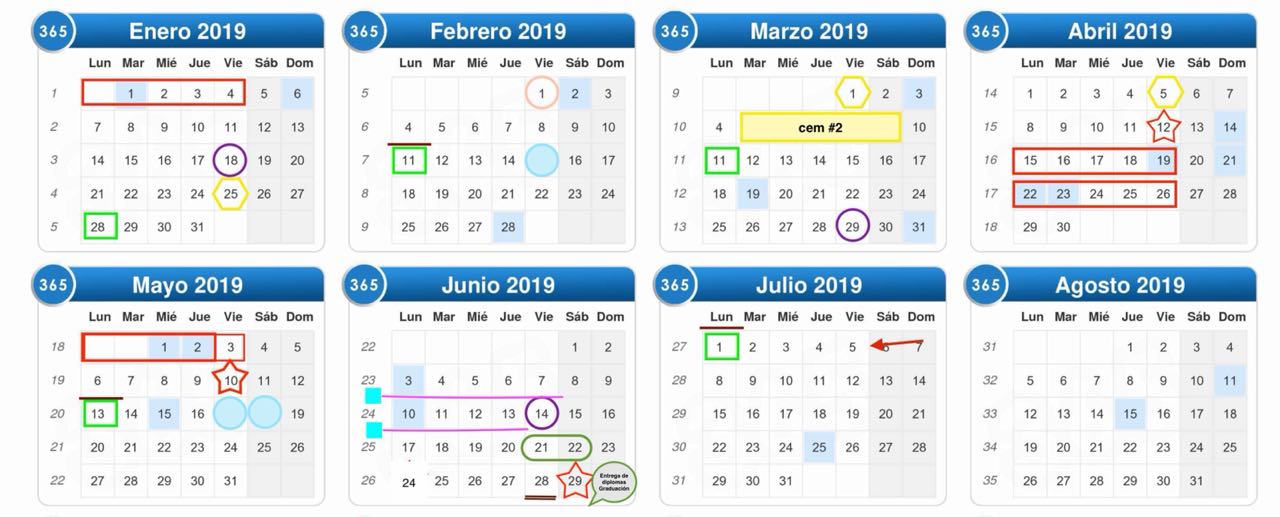 365 Enero 2019
Lun Mar Mié Jue Vie Sáb Dom
1 1 2 3 4 5 6
2 7 8 9 10 11 12 13
3 14 15 16 17 18 19 20
4 21 22 23 24 25 26 27
5 28 29 30 31
365 Febrero 2019
Lun Mar Mié Jue Vie Sáb Dom
5 1 2 3
6 4 5 6 7 8 9 10
7 11 12 13 14 16 17
8 18 19 20 21 22 23 24
9 25 26 27 28
365 Marzo 2019
Lun Mar Mié Jue Vie Sáb Dom
9 1 2 3
10 4 cem #2 10
11 11 12 13 14 15 16 17
12 18 19 20 21 22 23 24
13 25 26 27 28 29 30 31
365 Abril 2019
Lun Mar Mié Jue Vie Sáb Dom
14 1 2 3 4 5 6 7
15 8 9 10 11 12 13 14
16 15 16 17 18 19 20 21
17 22 23 24 25 26 27 28
18 29 30
365 Mayo 2019
Lun Mar Mié Jue Vie Sáb Dom
18 1 2 3 4 5
19 6 7 8 9 10 11 12
20 13 14 15 16 19
21 20 21 22 23 24 25 26
22 27 28 29 30 31
365 Junio 2019
Lun Mar Mié Jue Vie Sáb Dom
22 1 2
23 3 4 5 6 7 8 9
24 10 11 12 13 14 15 16
25 17 18 19 20 21 22 23
26 24 25 26 27 28 29
Entrega de
diplomas
Graduación
365 Julio 2019
Lun Mar Mié Jue Vie Sáb Dom
27 1 2 3 4 5 6 7
28 8 9 10 11 12 13 14
29 15 16 17 18 19 20 21
30 22 23 24 25 26 27 28
31 29 30 31
365 Agosto 2019
Lun Mar Mié Jue Vie Sáb Dom
31 1 2 3 4
32 5 6 7 8 9 10 11
33 12 13 14 15 16 17 18
34 19 20 21 22 23 24 25
35 26 27 28 29 30 31